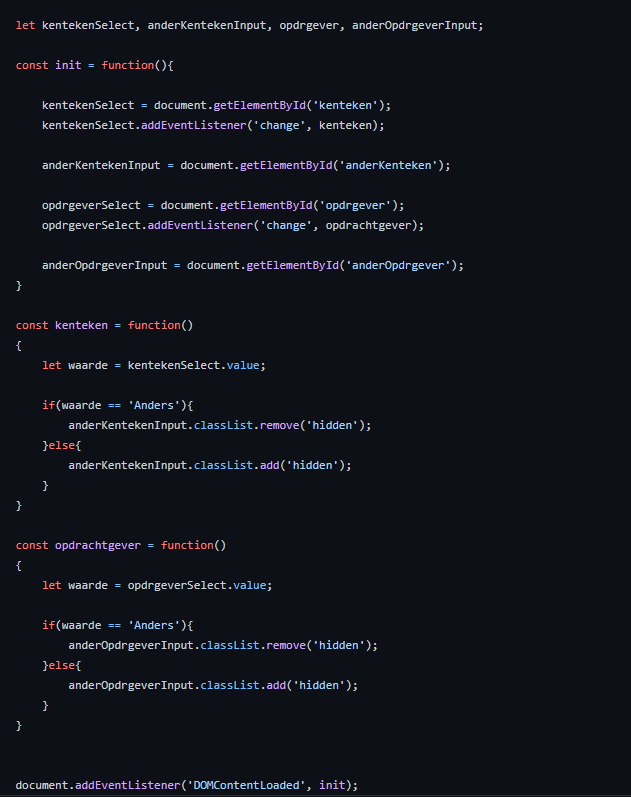 let kentekenSelect, anderKentekenInput, opdrgever, anderOpdrgeverInput;
const init = function(){
kentekenSelect = document.getElementById('kenteken');
kentekenSelect.addEventListener('change', kenteken);
anderKentekenInput = document.getElementById('anderKenteken');
opdrgeverSelect = document.getElementById('opdrgever');
opdrgeverSelect.addEventListener('change', opdrachtgever);
anderOpdrgeverInput = document.getElementById('anderOpdrgever');
}
const kenteken = function()
{
let waarde = kentekenSelect.value;
if(waarde == 'Anders'){
anderKentekenInput.classList.remove('hidden');
}else{
anderKentekenInput.classList.add('hidden');
}
}
const opdrachtgever = function()
{
let waarde = opdrgeverSelect.value;
if(waarde == 'Anders'){
anderOpdrgeverInput.classList.remove('hidden');
}else{
anderOpdrgeverInput.classList.add('hidden');
}
}
document.addEventListener('DOMContentLoaded', init);